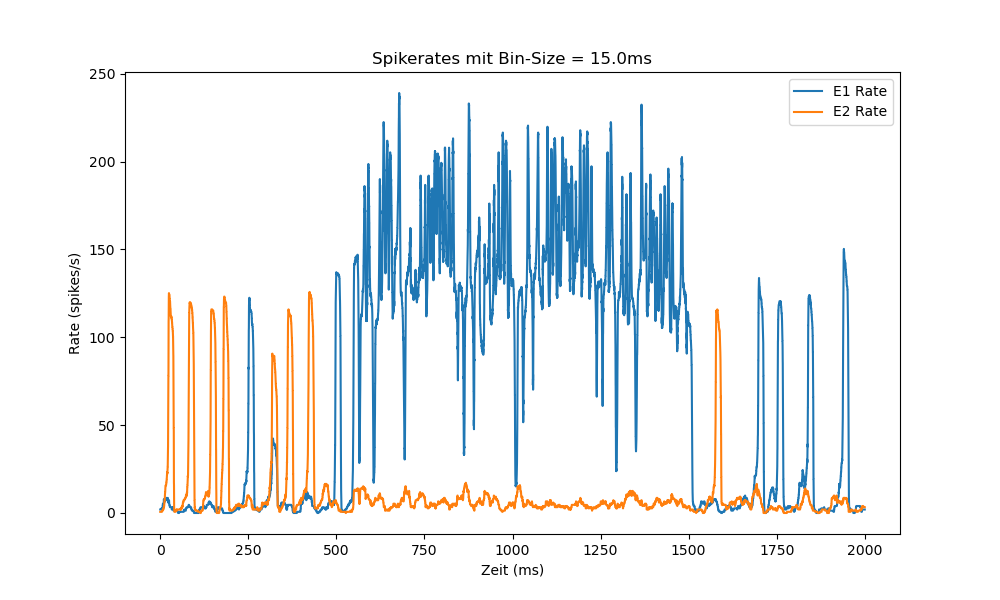 Spikerates mit Bin-Size = 15.0ms
E1 Rate
E2 Rate
Rate (spikes/s)
250
200
150
100
50
0
0 250 500 750 1000 1250 1500 1750 2000
Zeit (ms)